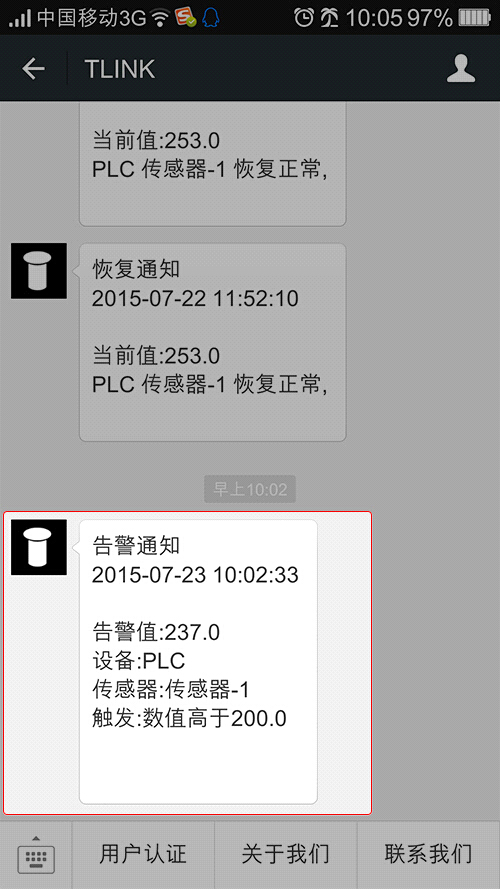 中国移动3G 10:05 97%
TLINK
当前值:253.0
PLC 传感器-1 恢复正常,
恢复通知
2015-07-22 11:52:10
当前值:253.0
PLC 传感器-1 恢复正常,
早上10:02
告警通知
2015-07-23 10:02:33
告警值:237.0
设备:PLC
传感器:传感器-1
触发:数值高于200.0
用户认证 关于我们 联系我们